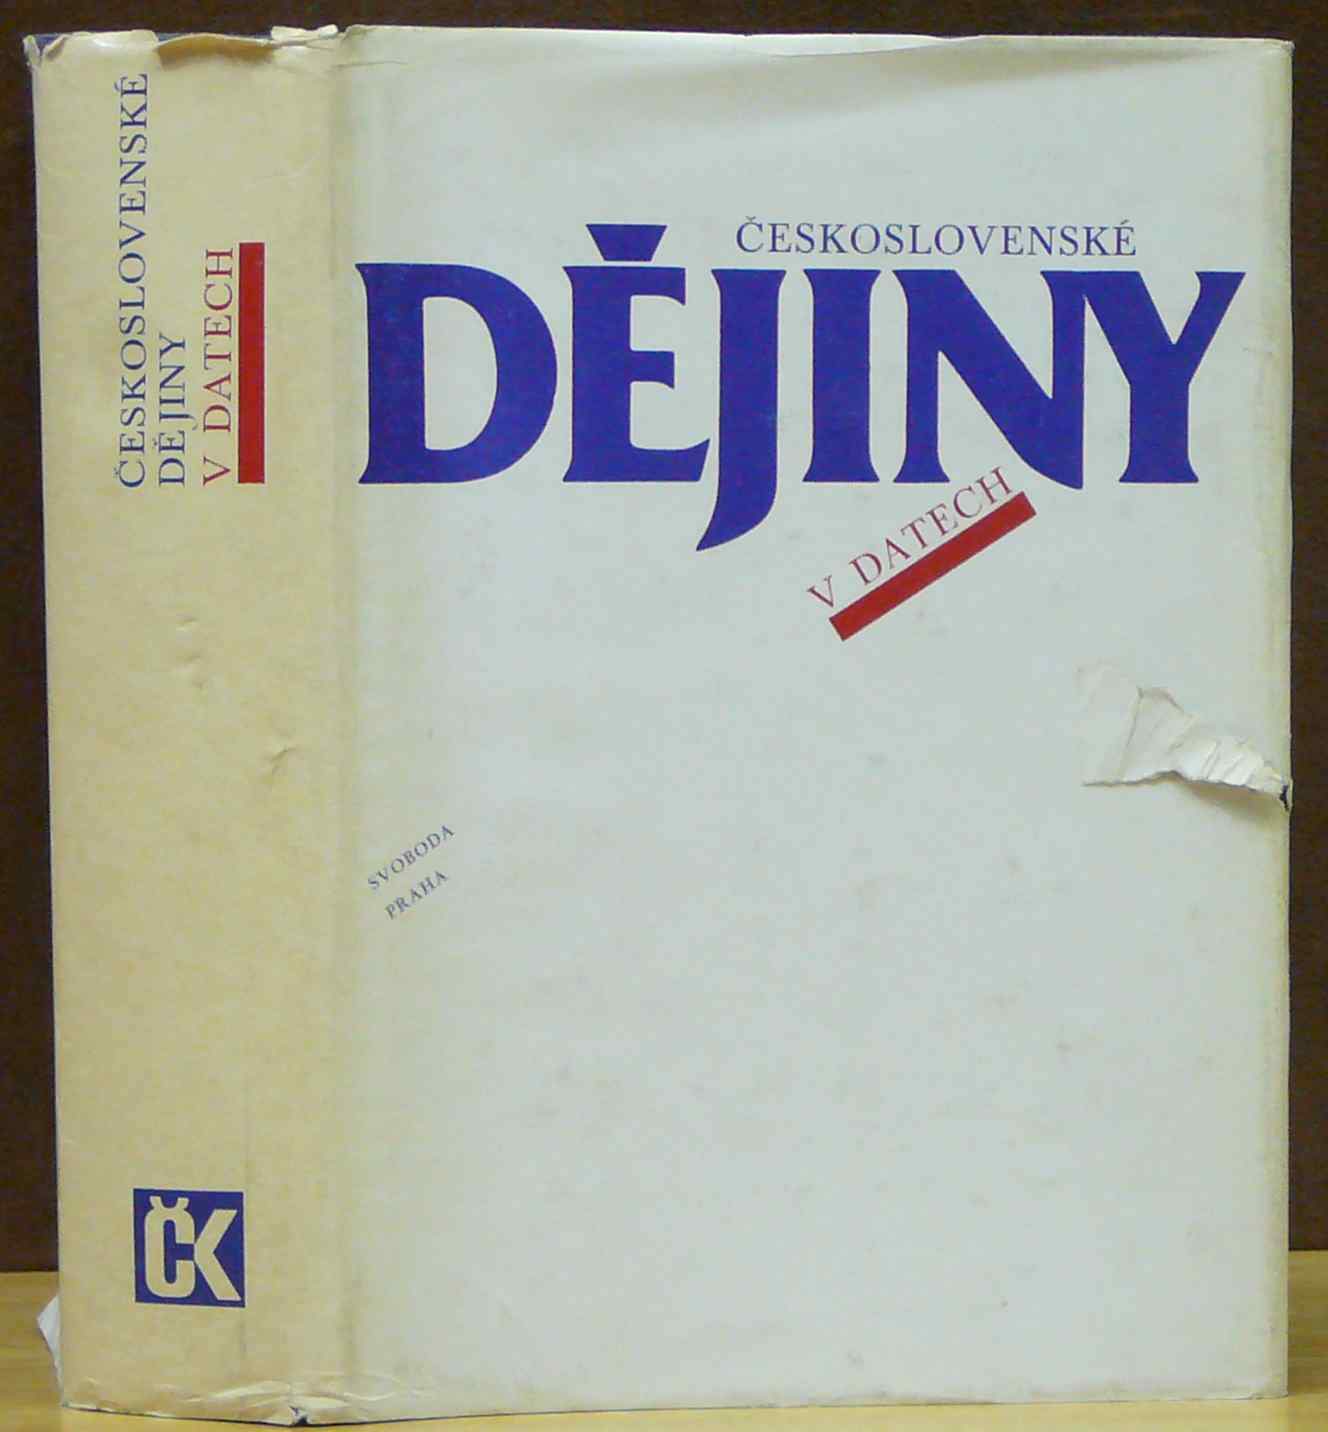 ČESKOSLOVENSKÉ
DĚJINY
V DATECH
ČK
ČESKOSLOVENSKÉ
DĚJINY
V DATECH
SVOBODA
PRAHA